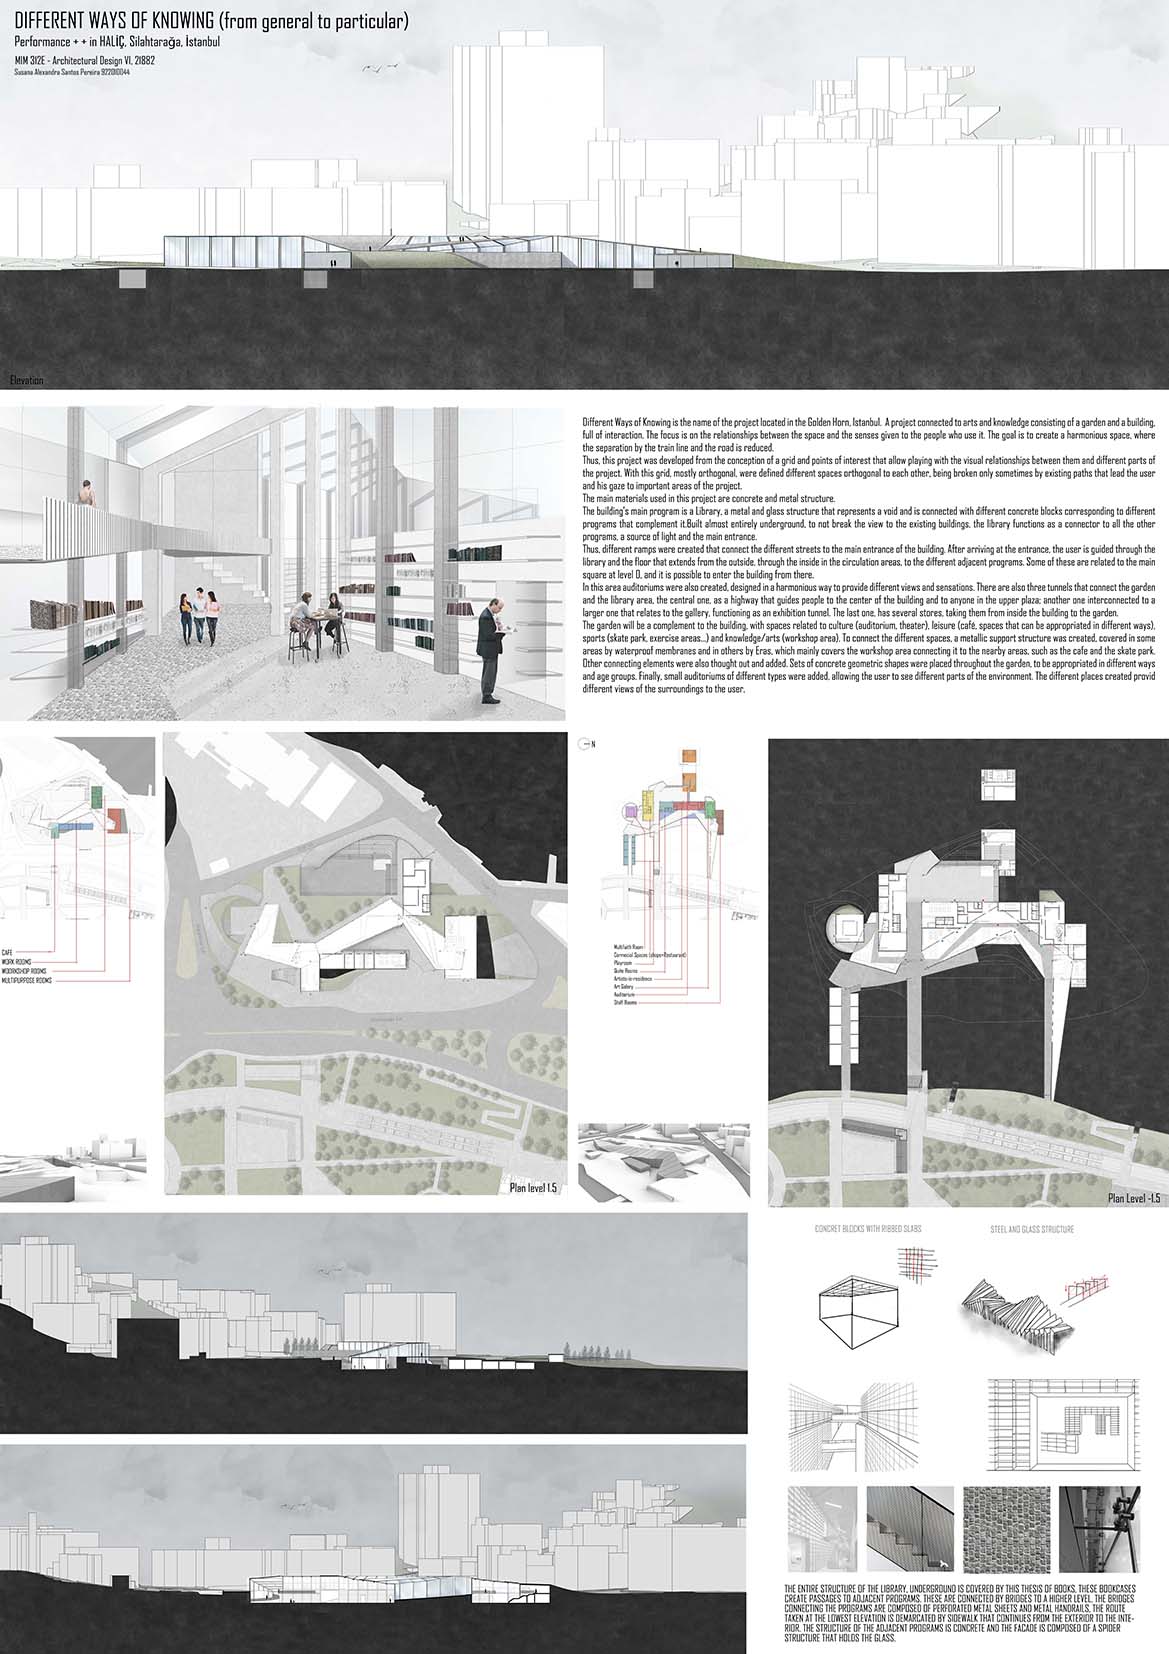 DIFFERENT WAYS OF KNOWING (from general to particular)
Performance + + in HALİÇ, Silahtarağa, İstanbul
MIM 312E - Architectural Design VI, 21882
Susana Alexandra Santos Pereira 922010044
Elevation
Different Ways of Knowing is the name of the project located in the Golden Horn, Istanbul. A project connected to arts and knowledge consisting of a garden and a building,
full of interaction. The focus is on the relationships between the space and the senses given to the people who use it. The goal is to create a harmonious space, where
the separation by the train line and the road is reduced.
Thus, this project was developed from the conception of a grid and points of interest that allow playing with the visual relationships between them and different parts of
the project. With this grid, mostly orthogonal, were defined different spaces orthogonal to each other, being broken only sometimes by existing paths that lead the user
and his gaze to important areas of the project.
The main materials used in this project are concrete and metal structure.
The building's main program is a Library, a metal and glass structure that represents a void and is connected with different concrete blocks corresponding to different
programs that complement it.Built almost entirely underground, to not break the view to the existing buildings, the library functions as a connector to all the other
programs, a source of light and the main entrance.
Thus, different ramps were created that connect the different streets to the main entrance of the building. After arriving at the entrance, the user is guided through the
library and the floor that extends from the outside, through the inside in the circulation areas, to the different adjacent programs. Some of these are related to the main
square at level 0, and it is possible to enter the building from there.
In this area auditoriums were also created, designed in a harmonious way to provide different views and sensations. There are also three tunnels that connect the garden
and the library area, the central one, as a highway that guides people to the center of the building and to anyone in the upper plaza; another one interconnected to a
larger one that relates to the gallery, functioning as an exhibition tunnel. The last one, has several stores, taking them from inside the building to the garden.
The garden will be a complement to the building, with spaces related to culture (auditorium, theater), leisure (café, spaces that can be appropriated in different ways),
sports (skate park, exercise areas...) and knowledge/arts (workshop area). To connect the different spaces, a metallic support structure was created, covered in some
areas by waterproof membranes and in others by Eras, which mainly covers the workshop area connecting it to the nearby areas, such as the cafe and the skate park.
Other connecting elements were also thought out and added. Sets of concrete geometric shapes were placed throughout the garden, to be appropriated in different ways
and age groups. Finally, small auditoriums of different types were added, allowing the user to see different parts of the environment. The different places created provid
different views of the surroundings to the user.
N
CAFE
WORK ROOMS
WOORKSHOP ROOMS
MULTIPURPOSE ROOMS
Plan level 1.5
Multifaith Room
Commecial Spaces (shops+Restaurant)
Playroom
Quite Rooms
Artists-in-residence
Art Gallery
Auditorium
Staff Rooms
Plan Level -1.5
CONCRET BLOCKS WITH RIBBED SLABS
STEEL AND GLASS STRUCTURE
THE ENTIRE STRUCTURE OF THE LIBRARY, UNDERGROUND IS COVERED BY THIS THESIS OF BOOKS. THESE BOOKCASES
CREATE PASSAGES TO ADJACENT PROGRAMS. THESE ARE CONNECTED BY BRIDGES TO A HIGHER LEVEL. THE BRIDGES
CONNECTING THE PROGRAMS ARE COMPOSED OF PERFORATED METAL SHEETS AND METAL HANDRAILS. THE ROUTE
TAKEN AT THE LOWEST ELEVATION IS DEMARCATED BY SIDEWALK THAT CONTINUES FROM THE EXTERIOR TO THE INTE-
RIOR. THE STRUCTURE OF THE ADJACENT PROGRAMS IS CONCRETE AND THE FACADE IS COMPOSED OF A SPIDER
STRUCTURE THAT HOLDS THE GLASS.